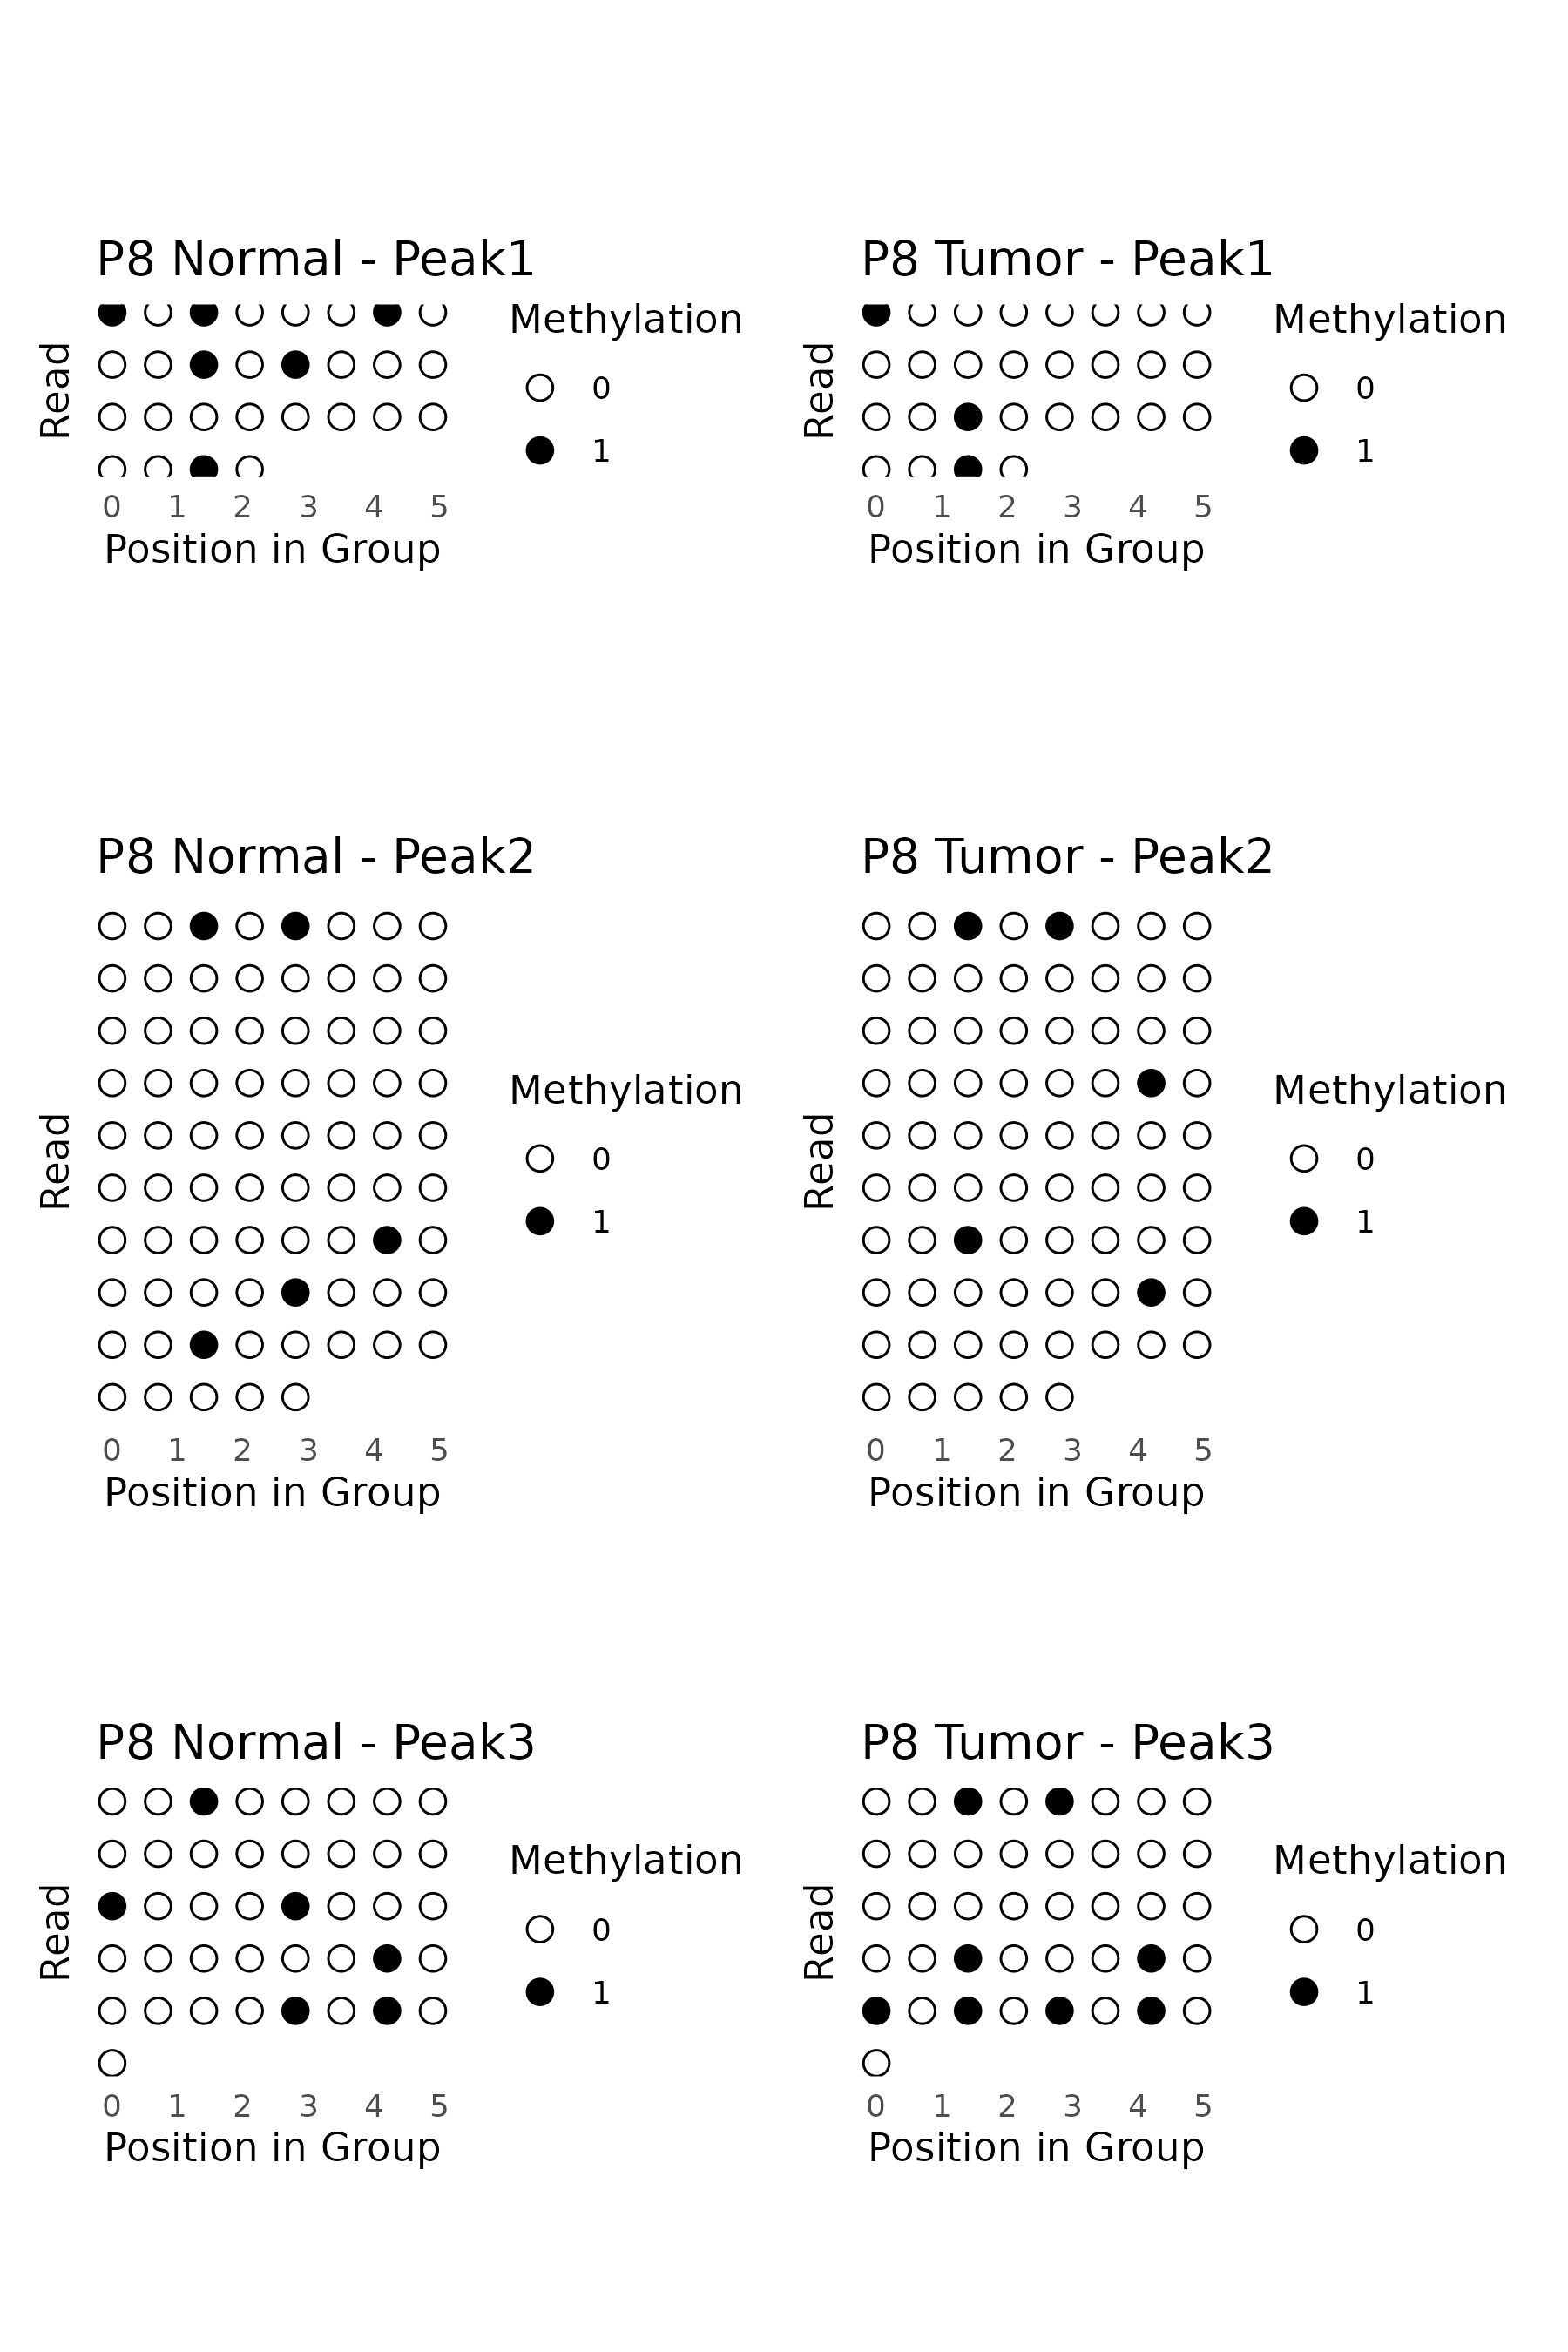 P8 Normal - Peak1
Read
Methylation
0
1
0 1 2 3 4 5
Position in Group
P8 Tumor - Peak1
Read
Methylation
0
1
0 1 2 3 4 5
Position in Group
P8 Normal - Peak2
Read
Methylation
0
1
0 1 2 3 4 5
Position in Group
P8 Tumor - Peak2
Read
Methylation
0
1
0 1 2 3 4 5
Position in Group
P8 Normal - Peak3
Read
Methylation
0
1
0 1 2 3 4 5
Position in Group
P8 Tumor - Peak3
Read
Methylation
0
1
0 1 2 3 4 5
Position in Group